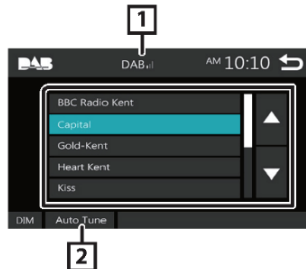 1
DAB DAB AM 10:10
BBC Radio Kent
Capital
Gold-Kent
Heart Kent
Kiss
DIM Auto Tune
2